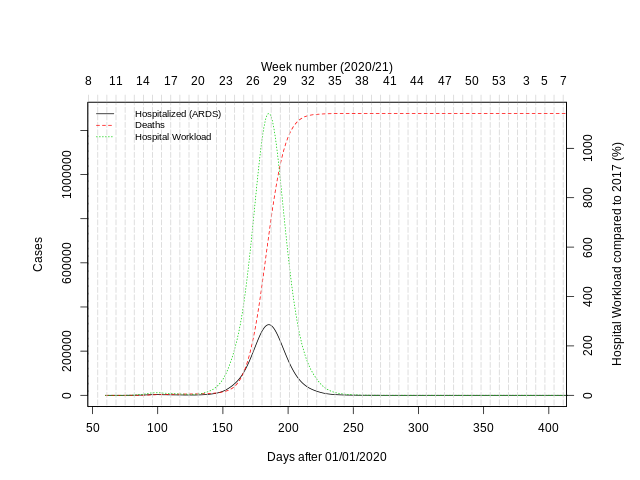 Week number (2020/21)
8 11 14 17 20 23 26 29 32 35 38 41 44 47 50 53 3 5 7
Hospitalized (ARDS)
Deaths
Hospital Workload
Cases
0 200000 600000 1000000
Hospital Workload compared to 2017 (%)
0 200 400 600 800 1000
50 100 150 200 250 300 350 400
Days after 01/01/2020